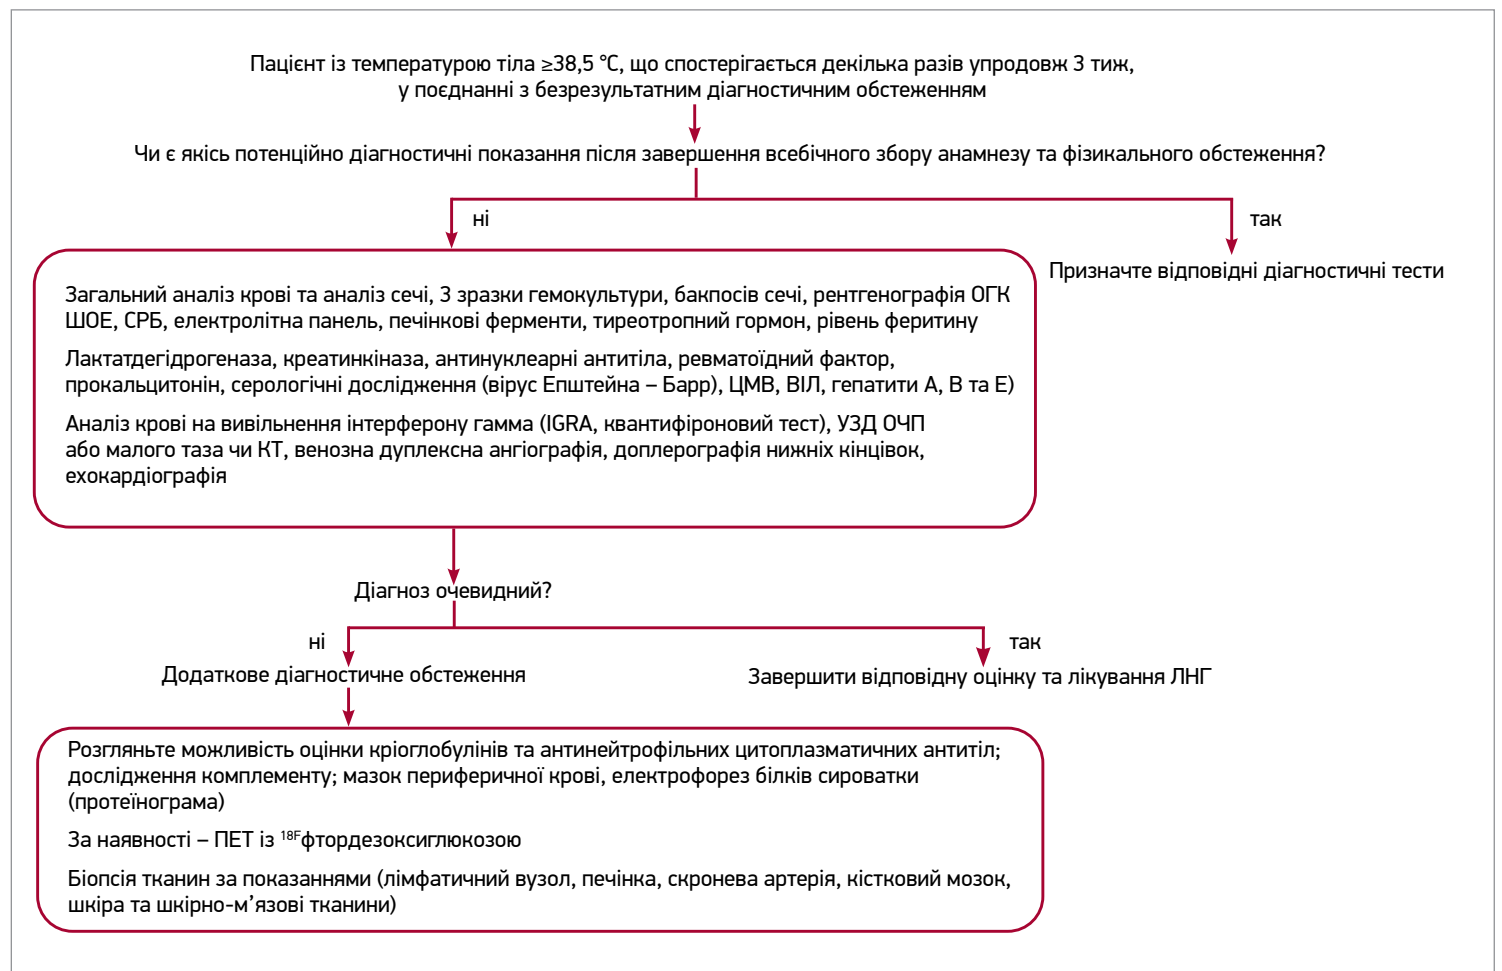 Пацієнт із температурою тіла ≥38,5 °C, що спостерігається декілька разів упродовж 3 тиж,
у поєднанні з безрезультатним діагностичним обстеженням
Чи є якісь потенційно діагностичні показання після завершення всебічного збору анамнезу та фізикального обстеження?
ні
так
Призначте відповідні діагностичні тести
Загальний аналіз крові та аналіз сечі, 3 зразки гемокультури, бакпосів сечі, рентгенографія ОГК
ШОЕ, СРБ, електролітна панель, печінкові ферменти, тиреотропний гормон, рівень феритину
Лактатдегідрогеназа, креатинкіназа, антинуклеарні антитіла, ревматоїдний фактор,
прокальцитонін, серологічні дослідження (вірус Епштейна – Барр), ЦМВ, ВІЛ, гепатити А, В та Е)
Аналіз крові на вивільнення інтерферону гамма (IGRA, квантифіроновий тест), УЗД ОЧП
або малого таза чи КТ, венозна дуплексна ангіографія, доплерографія нижніх кінцівок,
ехокардіографія
Діагноз очевидний?
ні
так
Додаткове діагностичне обстеження
Завершити відповідну оцінку та лікування ЛНГ
Розгляньте можливість оцінки кріоглобулінів та антинейтрофільних цитоплазматичних антитіл;
дослідження комплементу; мазок периферичної крові, електрофорез білків сироватки
(протеїнограма)
За наявності – ПЕТ із ¹⁸ᶠфтордезоксиглюкозою
Біопсія тканин за показаннями (лімфатичний вузол, печінка, скронева артерія, кістковий мозок,
шкіра та шкірно-м’язові тканини)